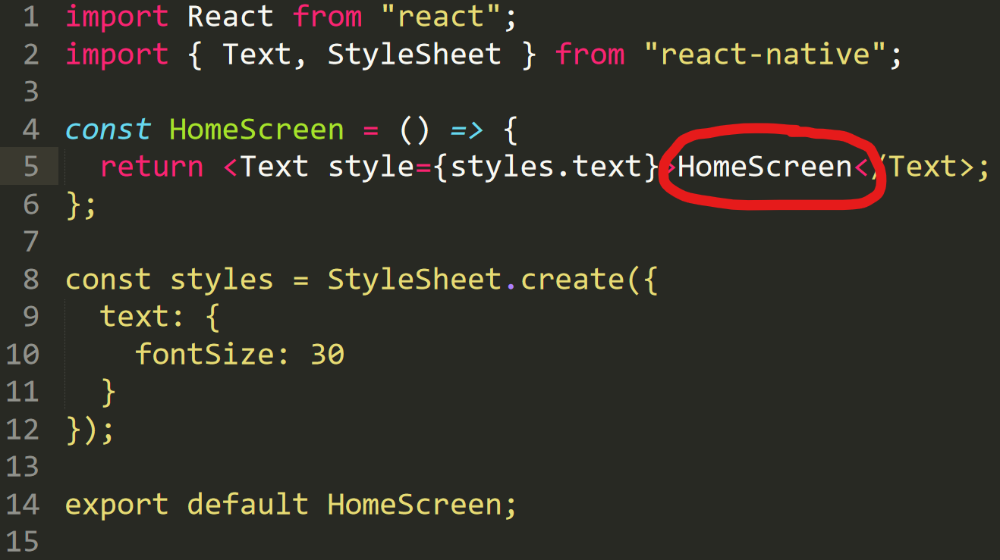 1 import React from "react";
2 import { Text, StyleSheet } from "react-native";
3
4 const HomeScreen = () => {
5   return <Text style={styles.text}>HomeScreen</Text>;
6 };
7
8 const styles = StyleSheet.create({
9   text: {
10     fontSize: 30
11   }
12 });
13
14 export default HomeScreen;
15